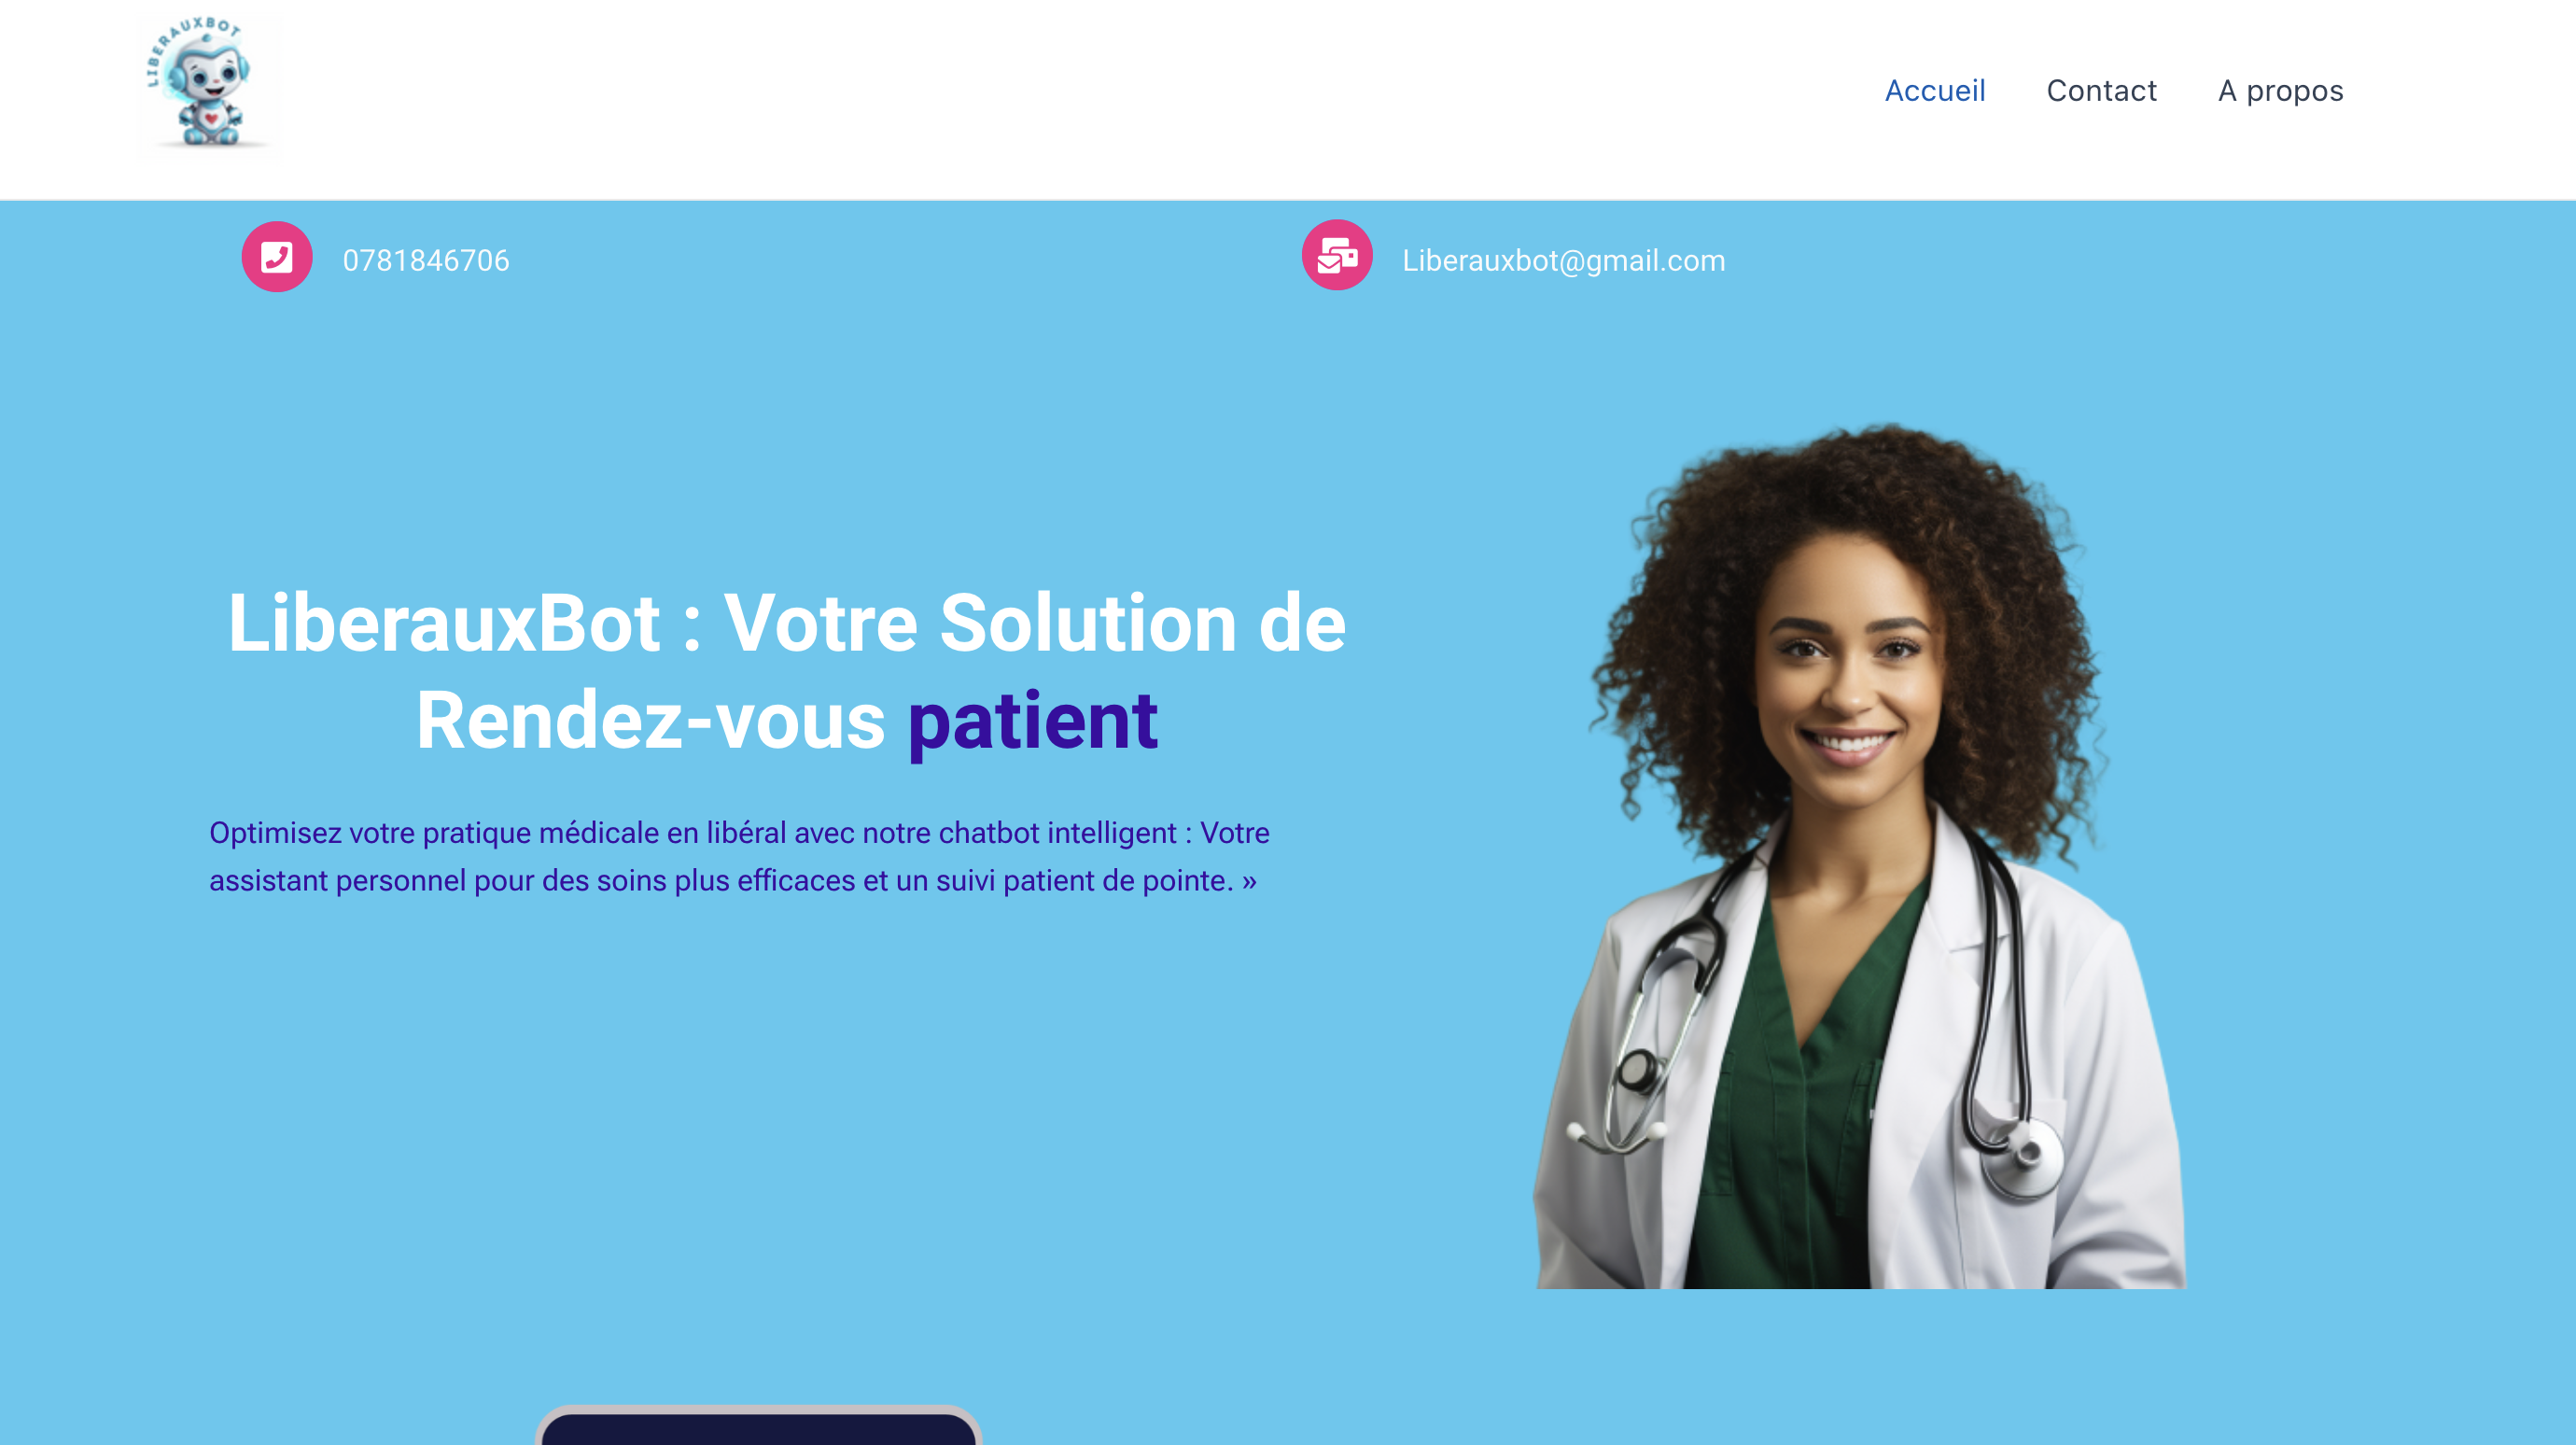 LIBERAUXBOT
Accueil
Contact
A propos
0781846706
Liberauxbot@gmail.com
LiberauxBot : Votre Solution de
Rendez-vous patient
Optimisez votre pratique médicale en libéral avec notre chatbot intelligent : Votre
assistant personnel pour des soins plus efficaces et un suivi patient de pointe. »